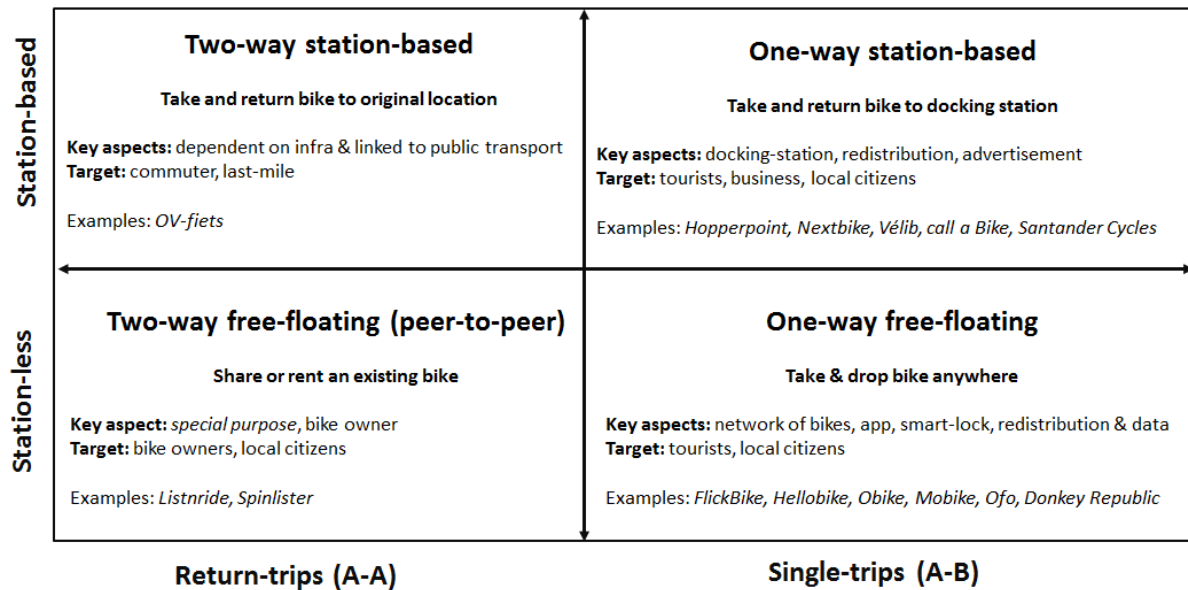 Station-based
Two-way station-based
Take and return bike to original location
Key aspects: dependent on infra & linked to public transport
Target: commuter, last-mile
Examples: OV-fiets
One-way station-based
Take and return bike to docking station
Key aspects: docking-station, redistribution, advertisement
Target: tourists, business, local citizens
Examples: Hopperpoint, Nextbike, Vélib, call a Bike, Santander Cycles
Station-less
Two-way free-floating (peer-to-peer)
Share or rent an existing bike
Key aspect: special purpose, bike owner
Target: bike owners, local citizens
Examples: Listnride, Spinlister
One-way free-floating
Take & drop bike anywhere
Key aspects: network of bikes, app, smart-lock, redistribution & data
Target: tourists, local citizens
Examples: FlickBike, Hellobike, Obike, Mobike, Ofo, Donkey Republic
Return-trips (A-A)
Single-trips (A-B)